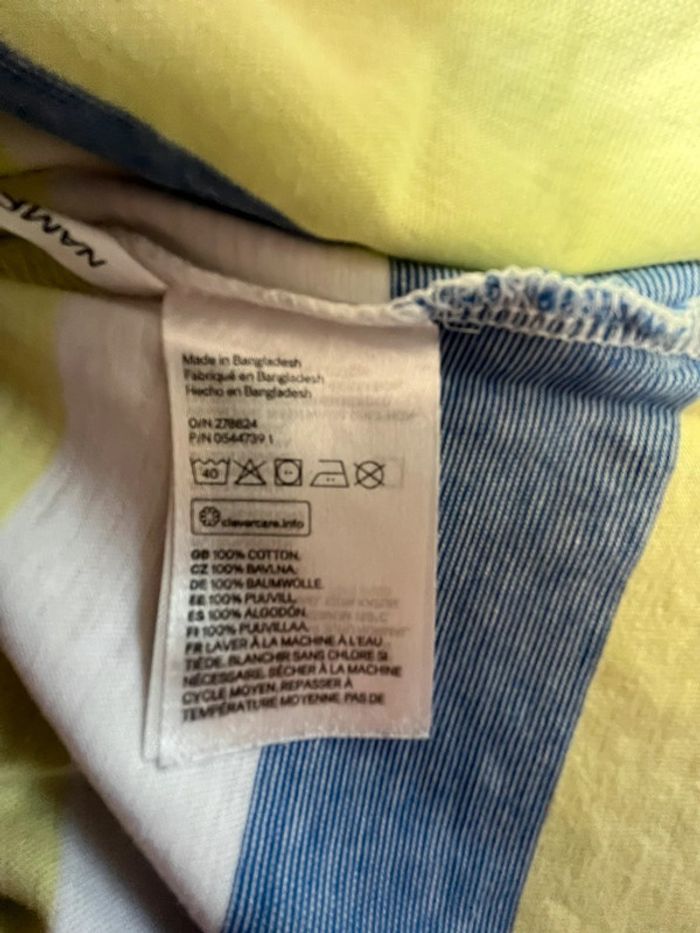 Made in Bangladesh
Fabriqué en Bangladesh
Hecho en Bangladesh
O/N 278624
P/N 0544739 1
40
clevercare.info
GB 100% COTTON,
CZ 100% BAVLNA,
DE 100% BAUMWOLLE
EE 100% PUUVILL,
ES 100% ALGODÓN,
FI 100% PUUVILLAA,
FR LAVER À LA MACHINE À L'EAU
TIÈDE, BLANCHIR SANS CHLORE SI
NÉCESSAIRE, SÉCHER À LA MACHINE
CYCLE MOYEN, REPASSER À
TEMPÉRATURE MOYENNE, PAS DE